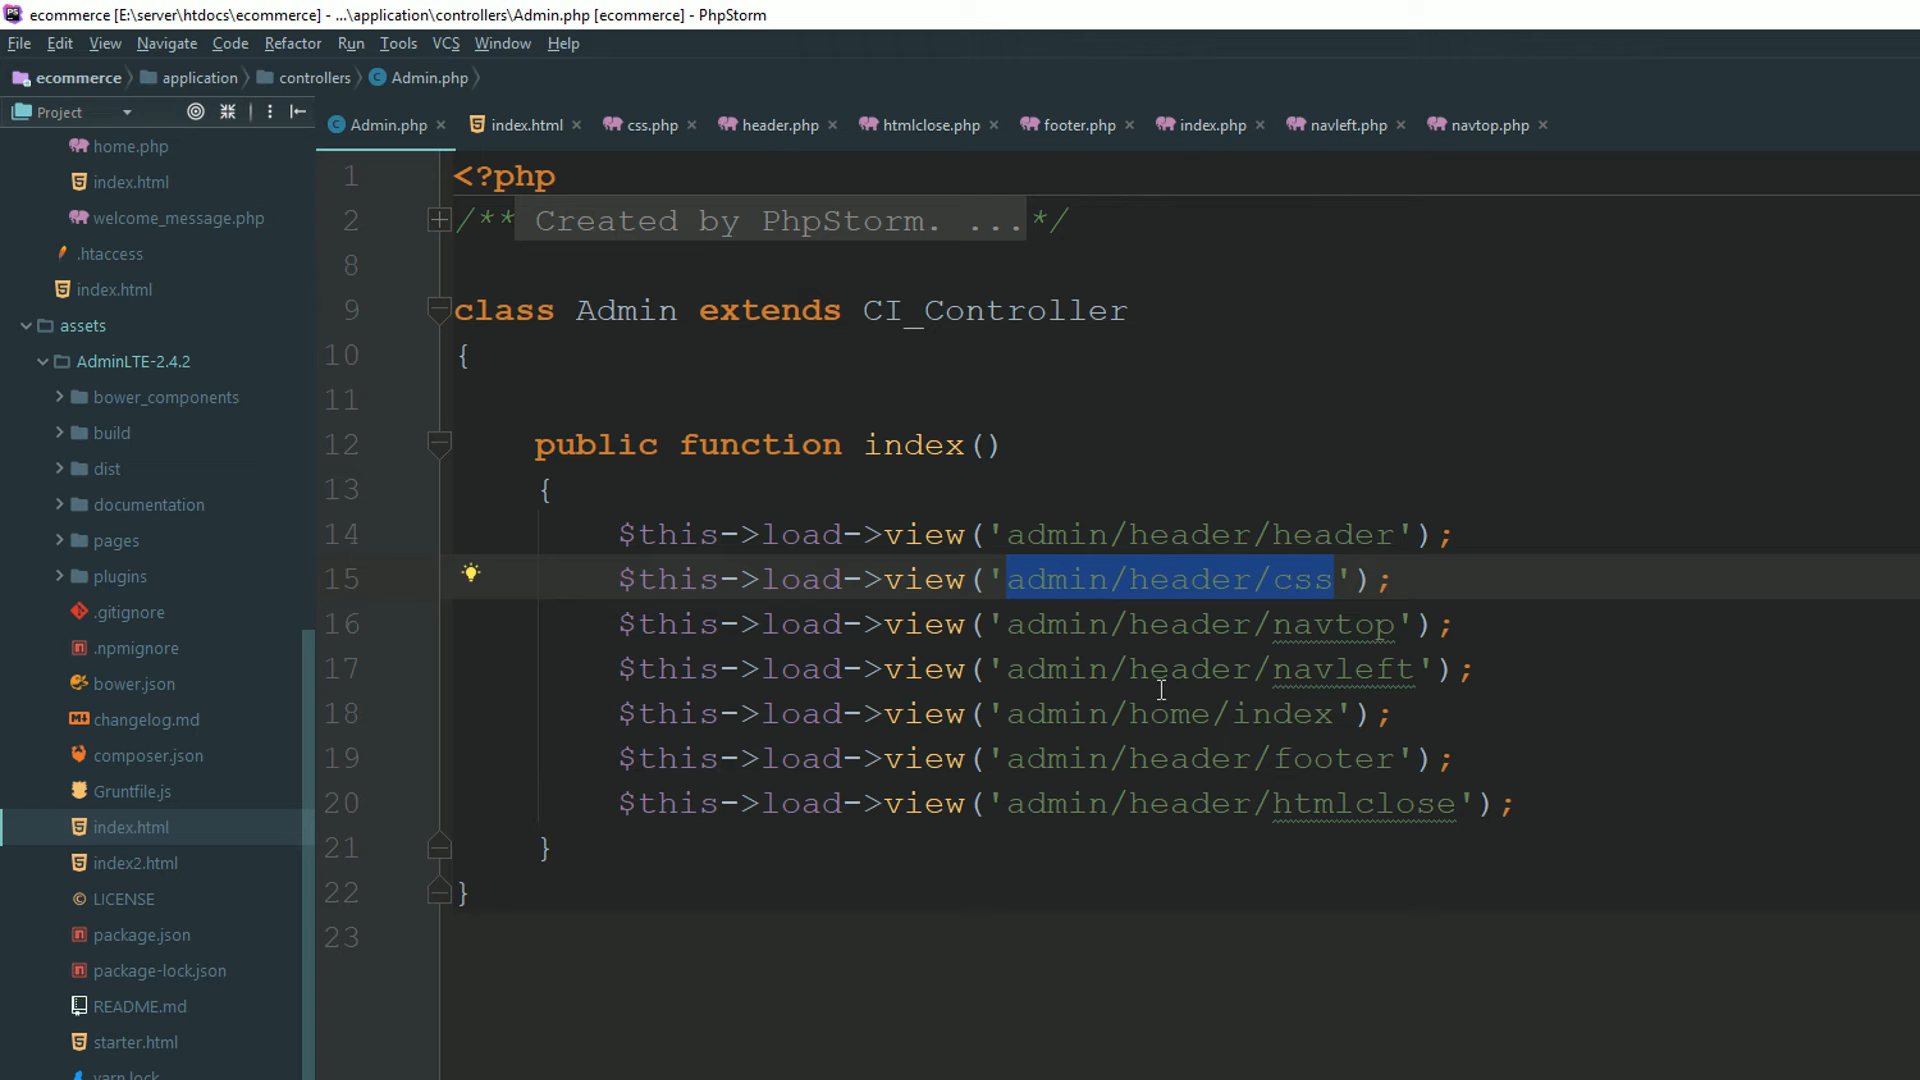 ecommerce [E:\server\htdocs\ecommerce] - ...\application\controllers\Admin.php [ecommerce] - PhpStorm
File Edit View Navigate Code Refactor Run Tools VCS Window Help
ecommerce application controllers Admin.php
Project
Admin.php index.html css.php header.php htmlclose.php footer.php index.php navleft.php navtop.php
home.php
index.html
welcome_message.php
.htaccess
index.html
assets
AdminLTE-2.4.2
bower_components
build
dist
documentation
pages
plugins
.gitignore
.npmignore
bower.json
changelog.md
composer.json
Gruntfile.js
index.html
index2.html
LICENSE
package.json
package-lock.json
README.md
starter.html
yarn.lock
1 <?php
2 /** Created by PhpStorm. ...*/
8
9 class Admin extends CI_Controller
10 {
11
12 public function index()
13 {
14 $this->load->view('admin/header/header');
15 $this->load->view('admin/header/css');
16 $this->load->view('admin/header/navtop');
17 $this->load->view('admin/header/navleft');
18 $this->load->view('admin/home/index');
19 $this->load->view('admin/header/footer');
20 $this->load->view('admin/header/htmlclose');
21 }
22 }
23